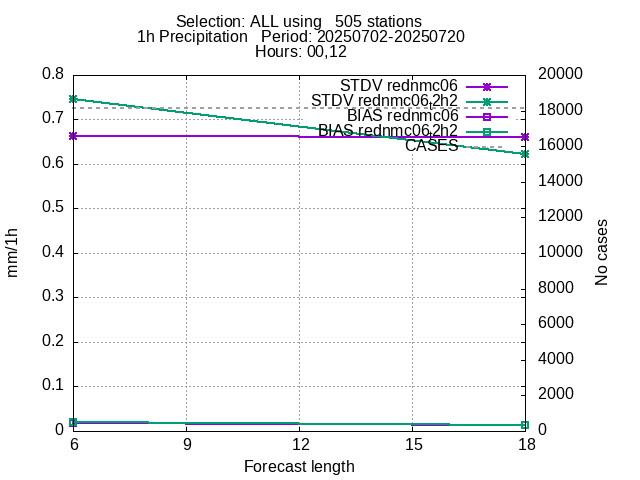 Selection: ALL using   505 stations
1h Precipitation   Period: 20250702-20250720
Hours: 00,12
0.8
0.7
0.6
0.5
0.4
0.3
0.2
0.1
0
mm/1h
STDV rednmc06
STDV rednmc06,2h2
BIAS rednmc06
BIAS rednmc06,2h2
CASES
20000
18000
16000
14000
12000
10000
8000
6000
4000
2000
0
No cases
6 9 12 15 18
Forecast length